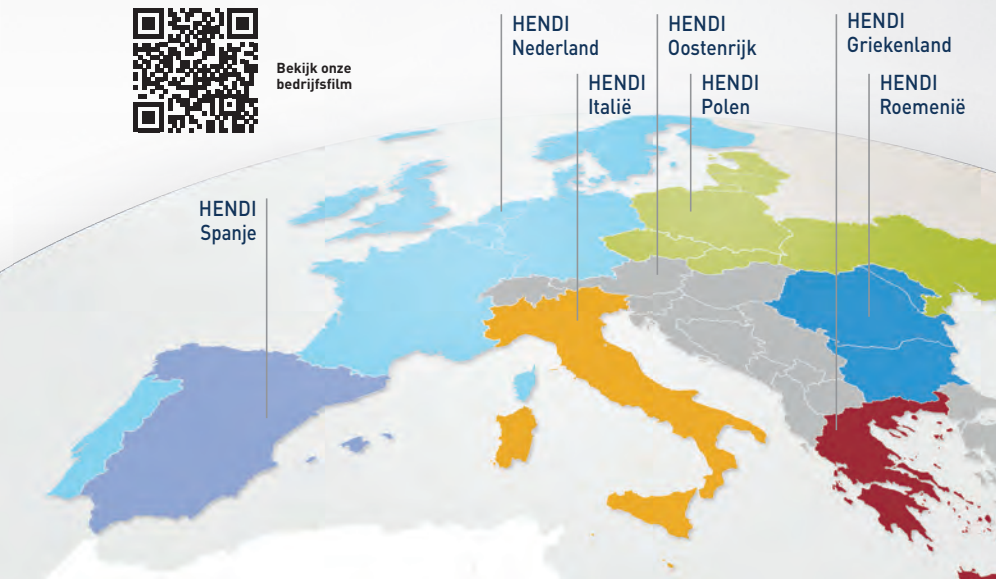 Bekijk onze
bedrijfsfilm
HENDI
Nederland
HENDI
Oostenrijk
HENDI
Griekenland
HENDI
Italië
HENDI
Polen
HENDI
Roemenië
HENDI
Spanje